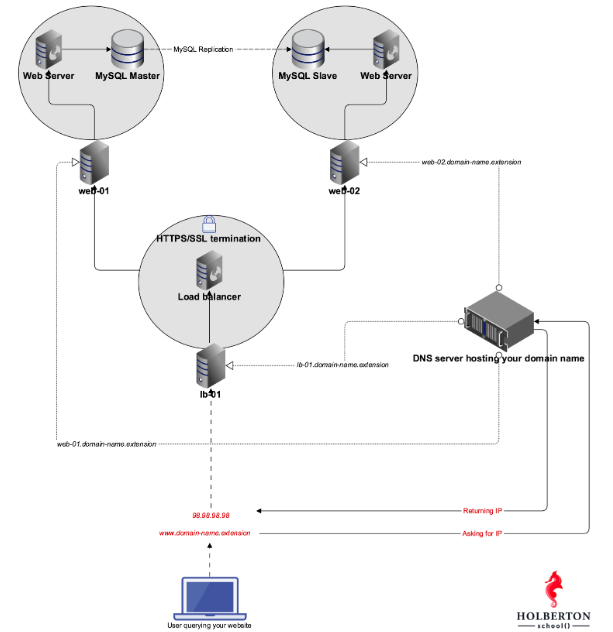 MySQL Replication
Web Server
MySQL Master
MySQL Slave
Web Server
web-01
web-02
web-02.domain-name.extension
HTTPS/SSL termination
Load balancer
DNS server hosting your domain name
lb-01.domain-name.extension
lb-01
web-01.domain-name.extension
98.98.98.98
Returning IP
www.domain-name.extension
Asking for IP
User querying your website
HOLBERTON
school()